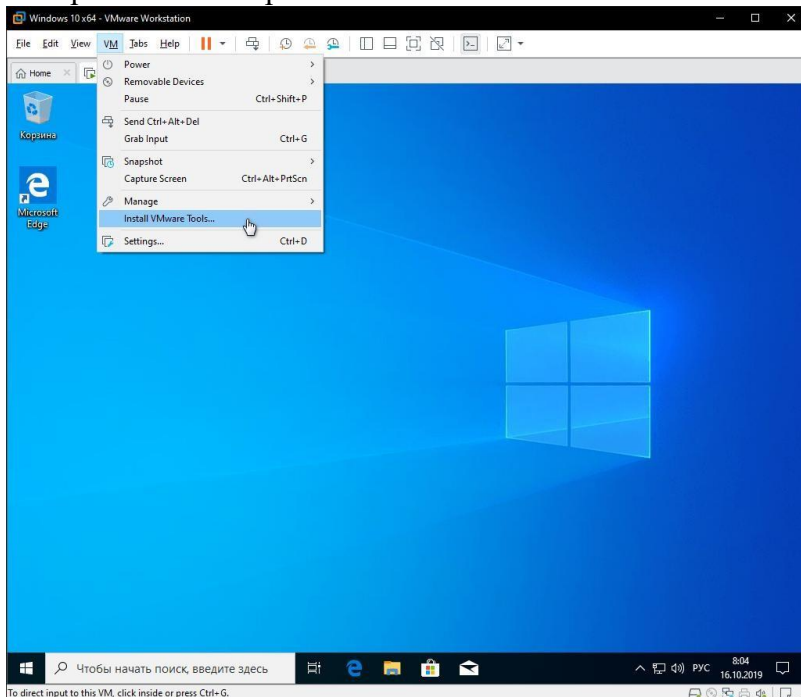 Windows 10 x64 - VMware Workstation
File Edit View VM Tabs Help
Home
Power
Removable Devices
Pause Ctrl+Shift+P
Send Ctrl+Alt+Del
Grab Input Ctrl+G
Snapshot
Capture Screen Ctrl+Alt+PrtScn
Manage
Install VMware Tools...
Settings... Ctrl+D
Корзина
Microsoft
Edge
Чтобы начать поиск, введите здесь
РУС
8:04
16.10.2019
To direct input to this VM, click inside or press Ctrl+G.